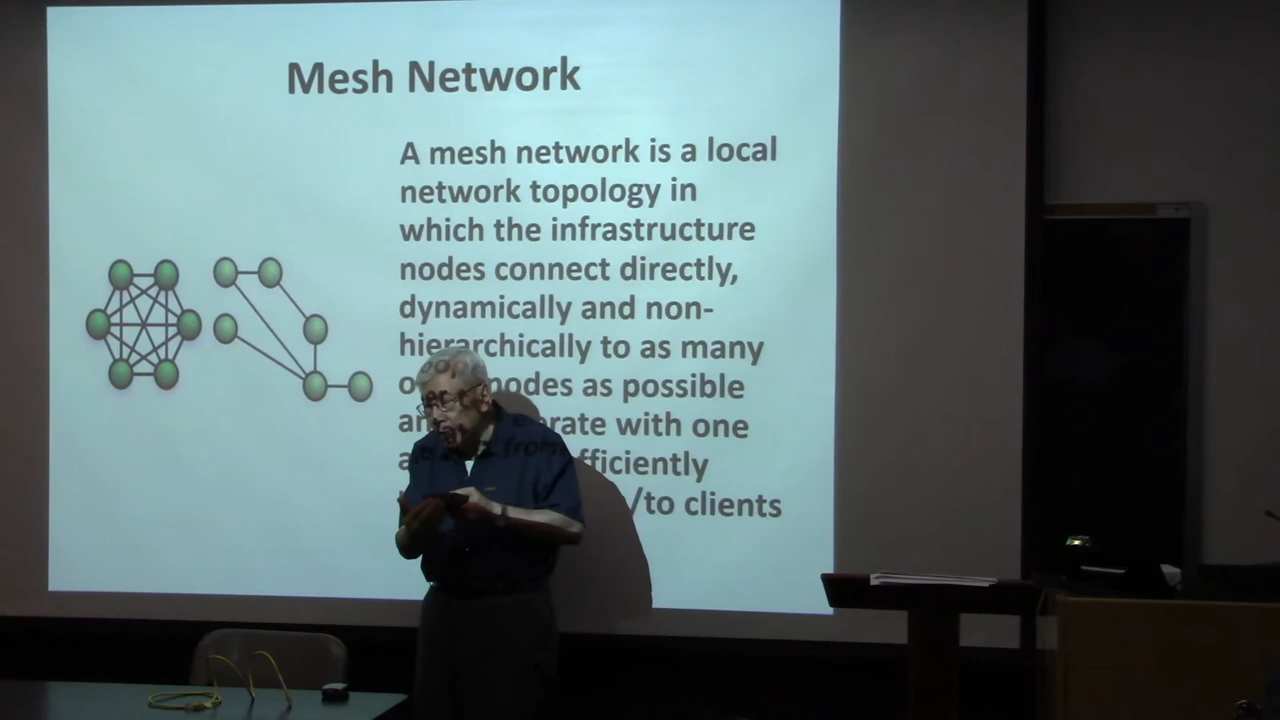 Mesh Network
A mesh network is a local
network topology in
which the infrastructure
nodes connect directly,
dynamically and non-
hierarchically to as many
nodes as possible
with one
/to clients